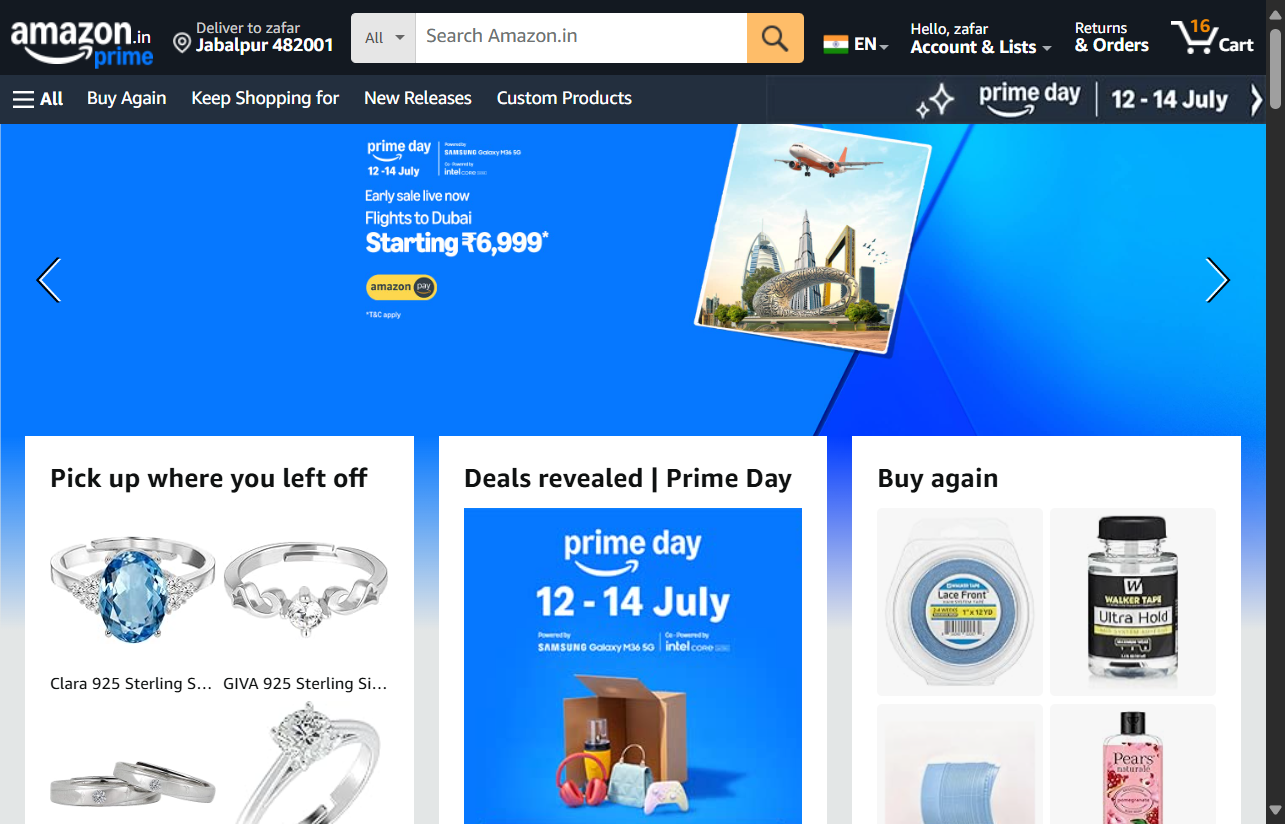 amazon.in
prime
Deliver to zafar
Jabalpur 482001
All
Search Amazon.in
EN
Hello, zafar
Account & Lists
Returns
& Orders
16
Cart
All
Buy Again
Keep Shopping for
New Releases
Custom Products
prime day
12 - 14 July
prime day
12 -14 July
Powered by
SAMSUNG Galaxy M36 5G
Co-Powered by
intel CORE
Early sale live now
Flights to Dubai
Starting ₹6,999*
amazon pay
*T&C apply
Pick up where you left off
Clara 925 Sterling S...
GIVA 925 Sterling Si...
Deals revealed | Prime Day
prime day
12 - 14 July
Powered by
SAMSUNG Galaxy M36 5G
Co-Powered by
intel CORE
Buy again
WALKER TAPE
Lace Front
1" x 12 YD
W
WALKER TAPE
Ultra Hold
Pears
naturalé
pomegranate